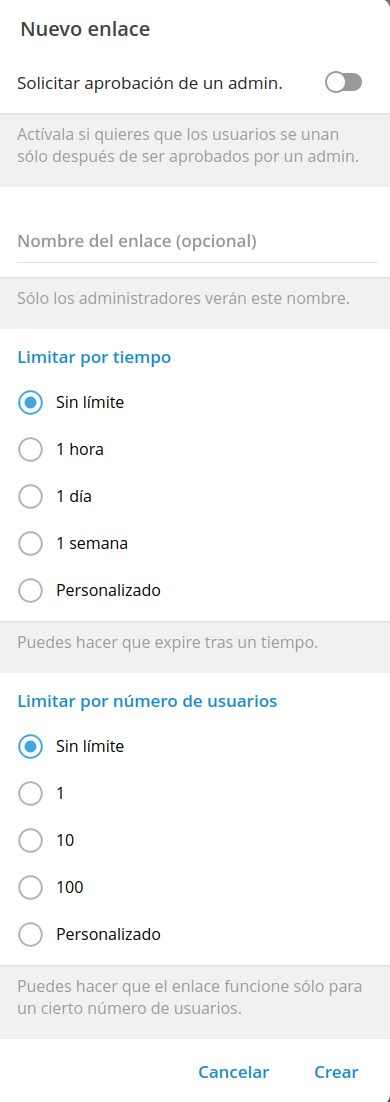 Nuevo enlace
Solicitar aprobación de un admin.
Actívala si quieres que los usuarios se unan
sólo después de ser aprobados por un admin.
Nombre del enlace (opcional)
Sólo los administradores verán este nombre.
Limitar por tiempo
Sin límite
1 hora
1 día
1 semana
Personalizado
Puedes hacer que expire tras un tiempo.
Limitar por número de usuarios
Sin límite
1
10
100
Personalizado
Puedes hacer que el enlace funcione sólo para
un cierto número de usuarios.
Cancelar
Crear